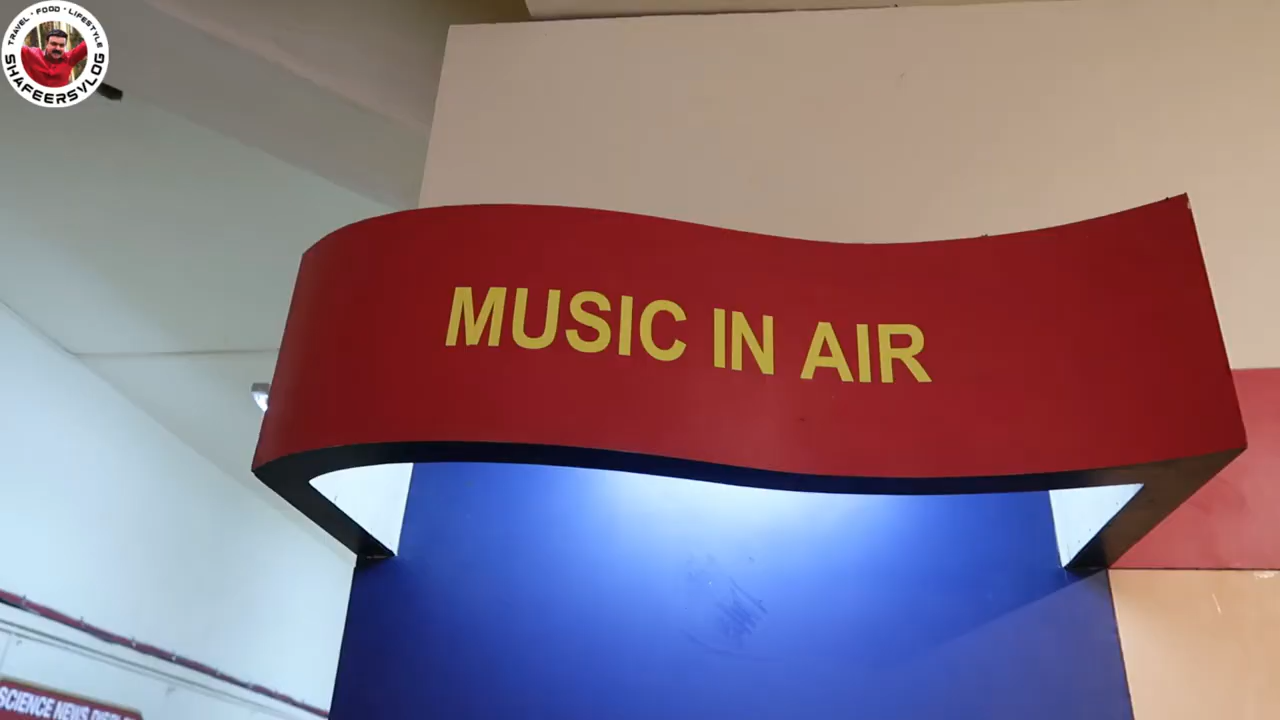 TRAVEL · FOOD · LIFESTYLE
SHAFEERSVLOG
MUSIC IN AIR
SCIENCE NEWS